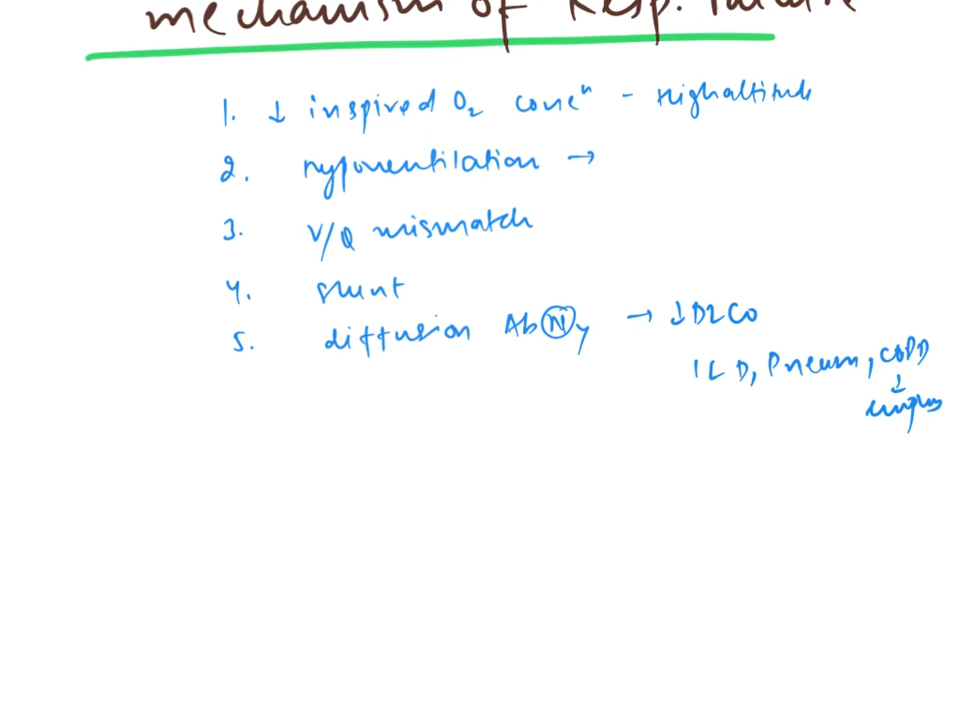 mechanism of Resp. failure
1. ↓ inspired O2 concn - Highaltitude
2. hypoventilation →
3. V/Q mismatch
4. shunt
5. diffusion AbNy → ↓DLCO
ILD, Pneum, COPD
↓
emphys